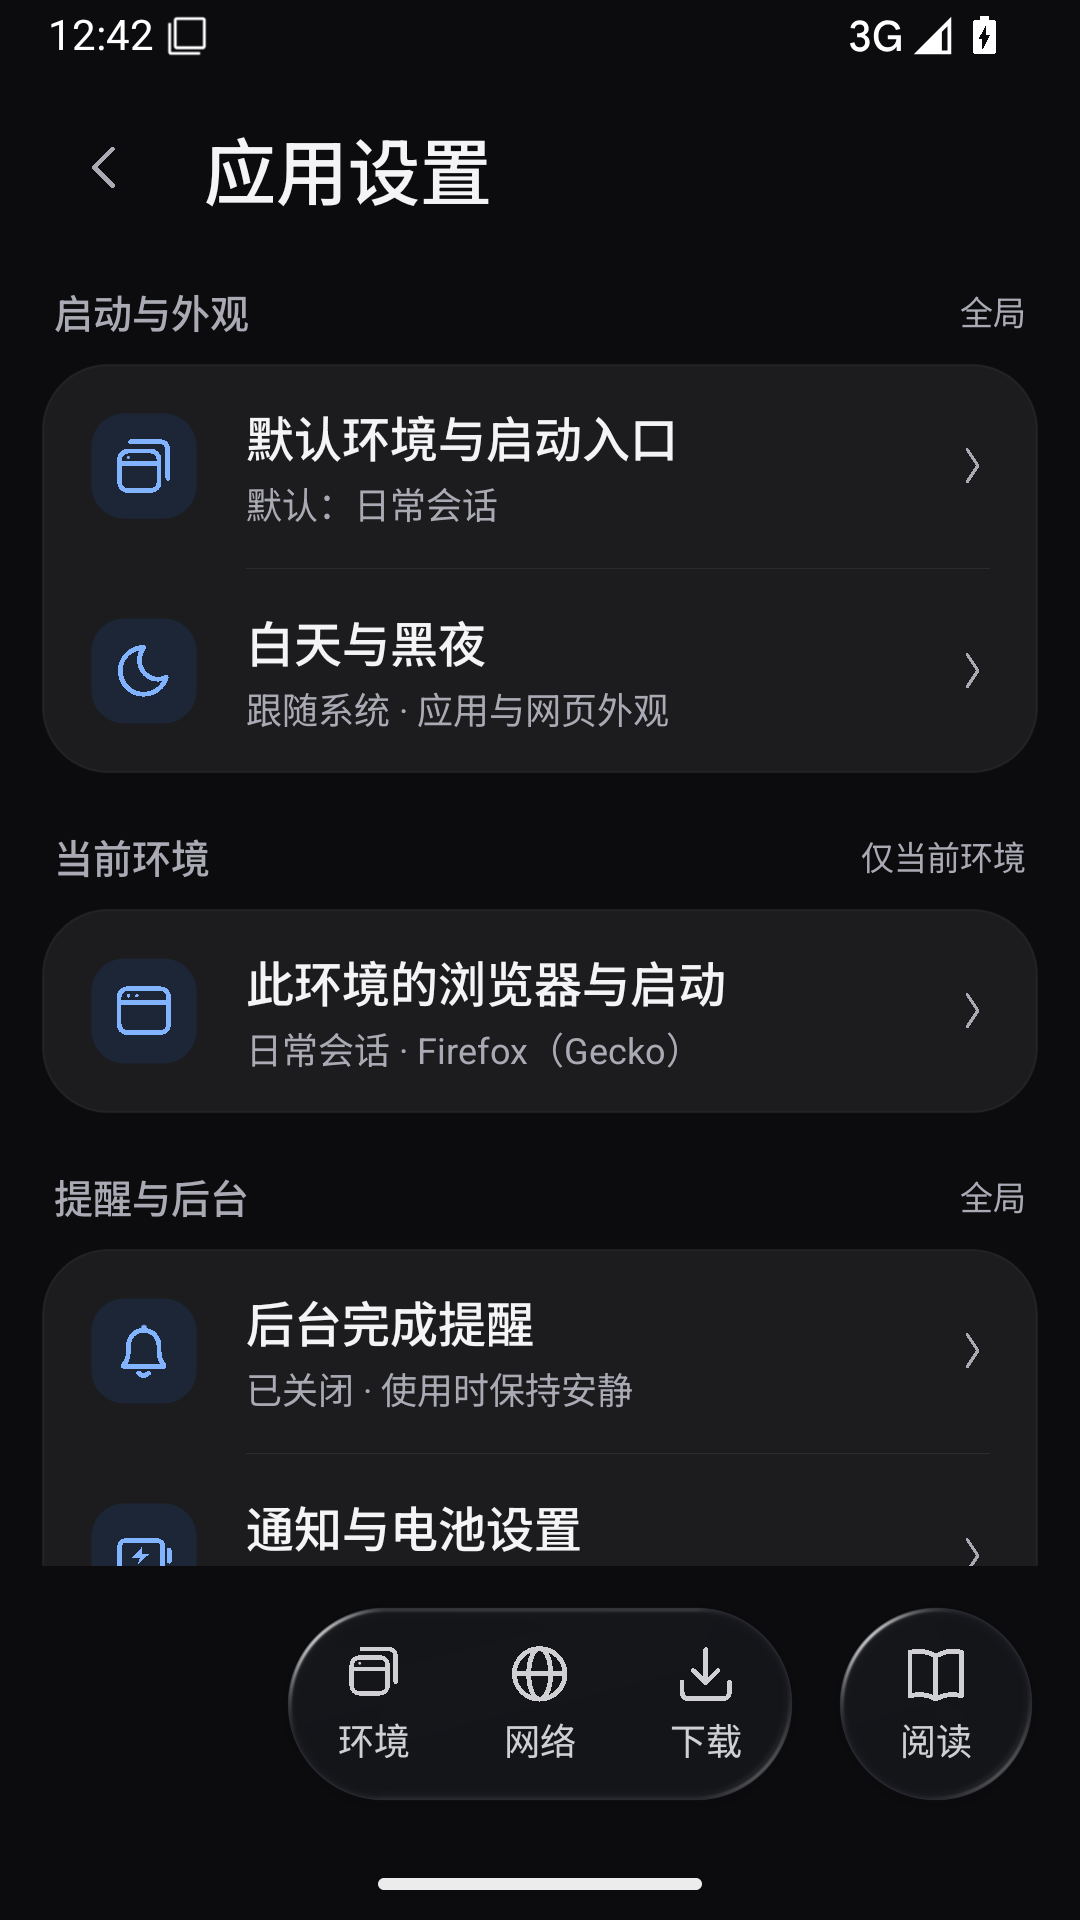 12:42
3G
应用设置
启动与外观
全局
默认环境与启动入口
默认：日常会话
白天与黑夜
跟随系统 · 应用与网页外观
当前环境
仅当前环境
此环境的浏览器与启动
日常会话 · Firefox（Gecko）
提醒与后台
全局
后台完成提醒
已关闭 · 使用时保持安静
通知与电池设置
环境
网络
下载
阅读